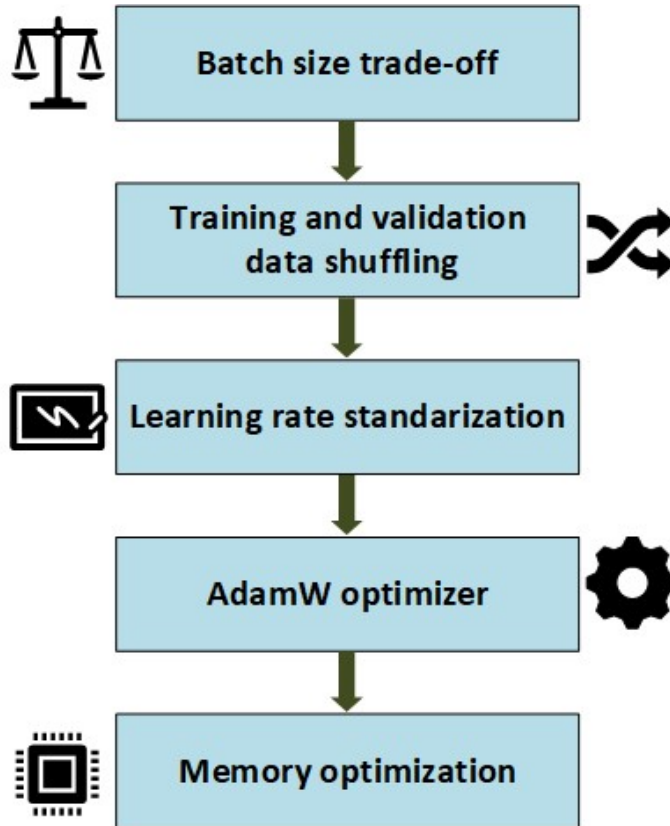 Batch size trade-off
Training and validation
data shuffling
Learning rate standarization
AdamW optimizer
Memory optimization